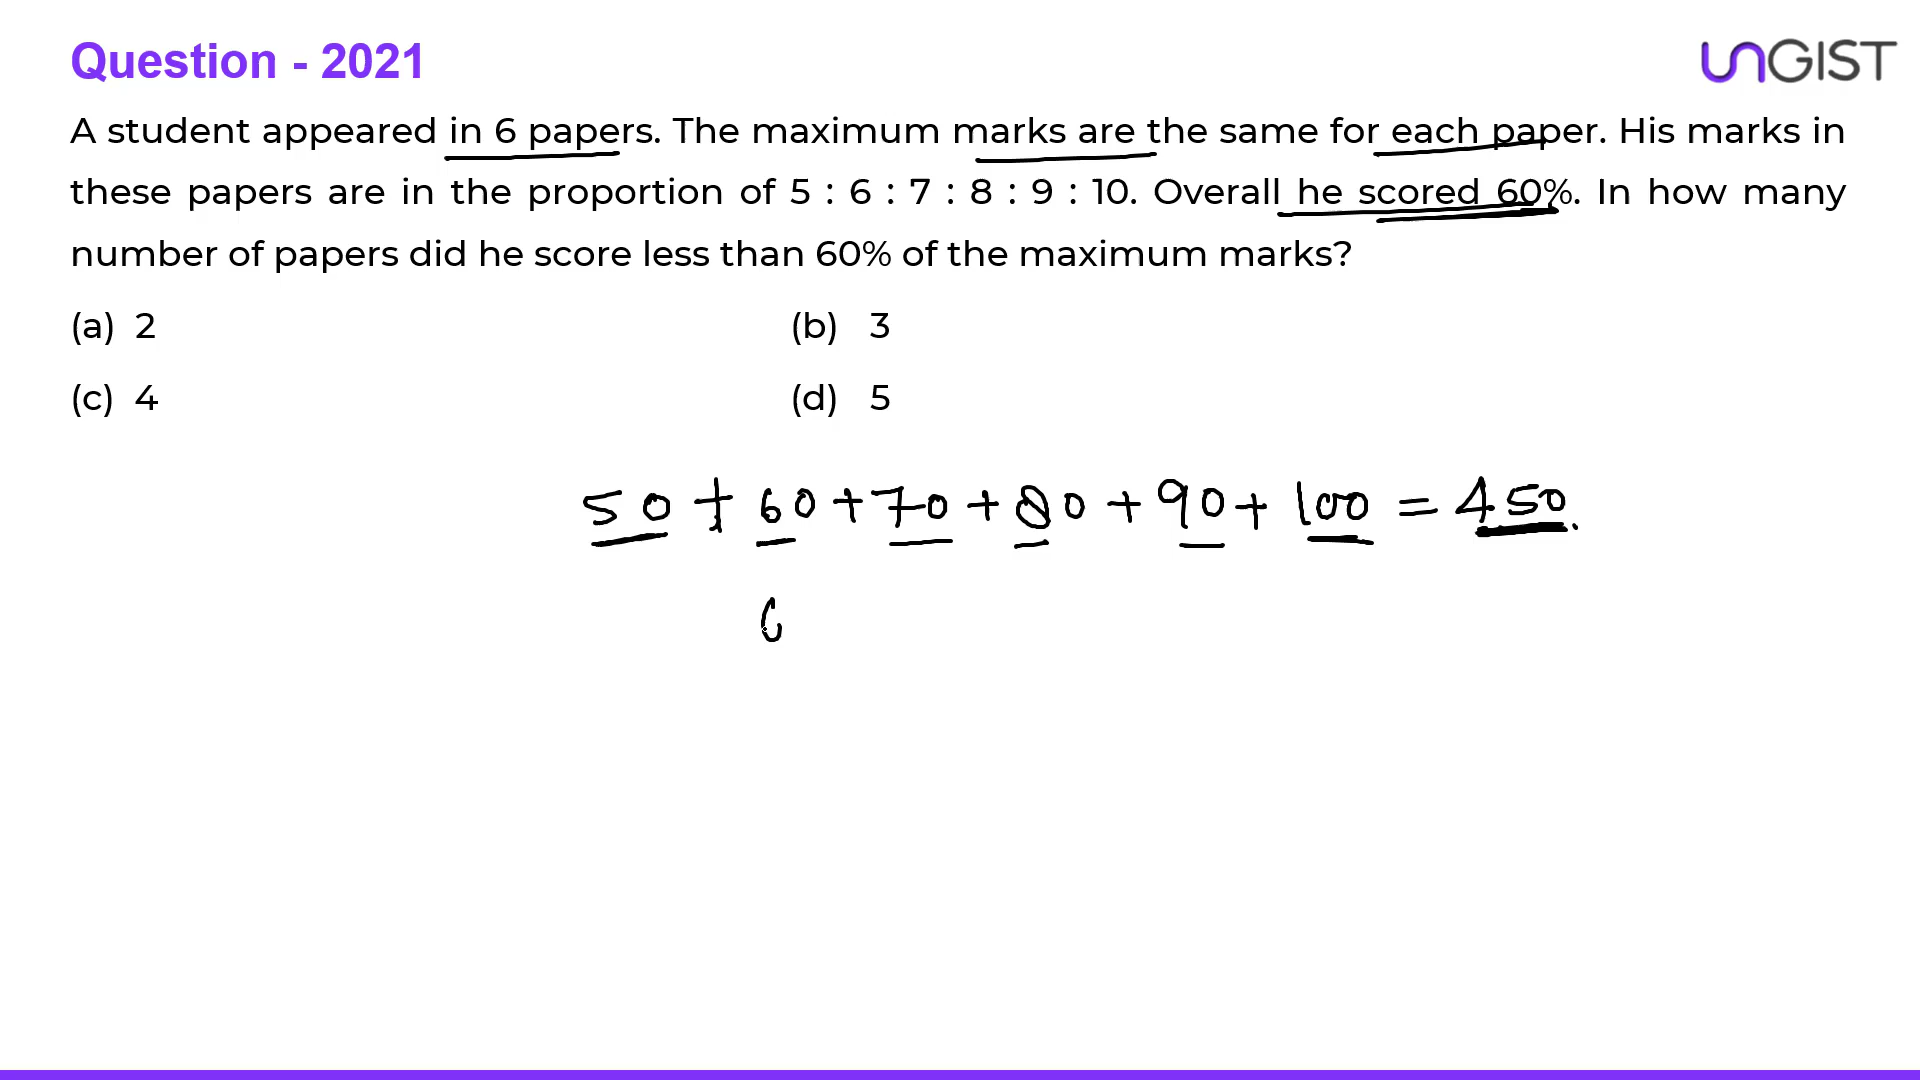 Question - 2021
UNGIST
A student appeared in 6 papers. The maximum marks are the same for each paper. His marks in
these papers are in the proportion of 5 : 6 : 7 : 8 : 9 : 10. Overall he scored 60%. In how many
number of papers did he score less than 60% of the maximum marks?
(a) 2
(b) 3
(c) 4
(d) 5
50 + 60 + 70 + 80 + 90 + 100 = 450.